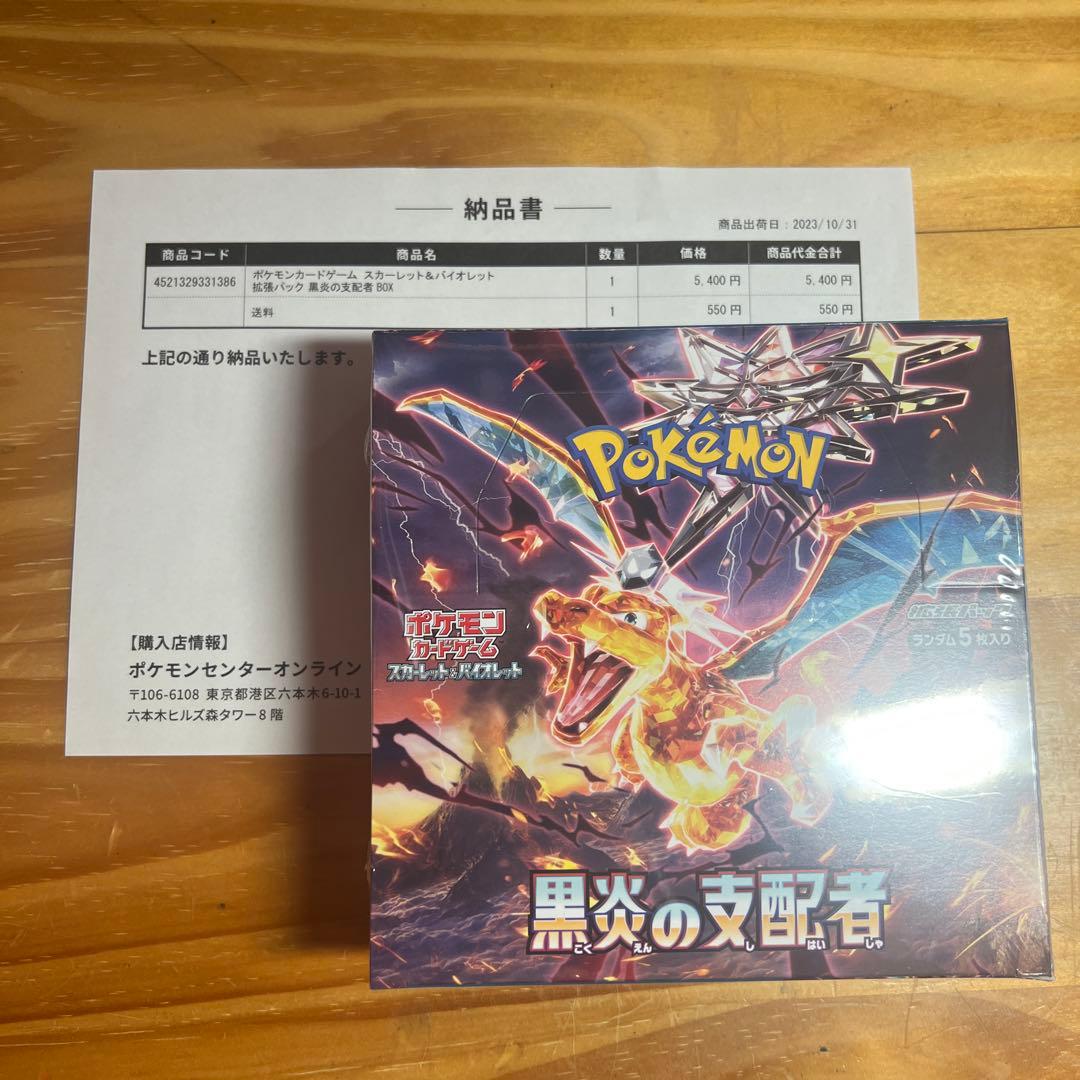 納品書
商品出荷日：2023/10/31
商品コード 商品名 数量 価格 商品代金合計
4521329331386 ポケモンカードゲーム スカーレット＆バイオレット 1 5,400 円 5,400 円
拡張パック 黒炎の支配者 BOX
送料 1 550 円 550 円
上記の通り納品いたします。
【購入店情報】
ポケモンセンターオンライン
〒106-6108 東京都港区六本木6-10-1
六本木ヒルズ森タワー8 階
POKéMON
ポケモン
カードゲーム
スカーレット&バイオレット
拡張パック
ランダム5枚入り
黒炎の支配者
こく えん し はい しゃ